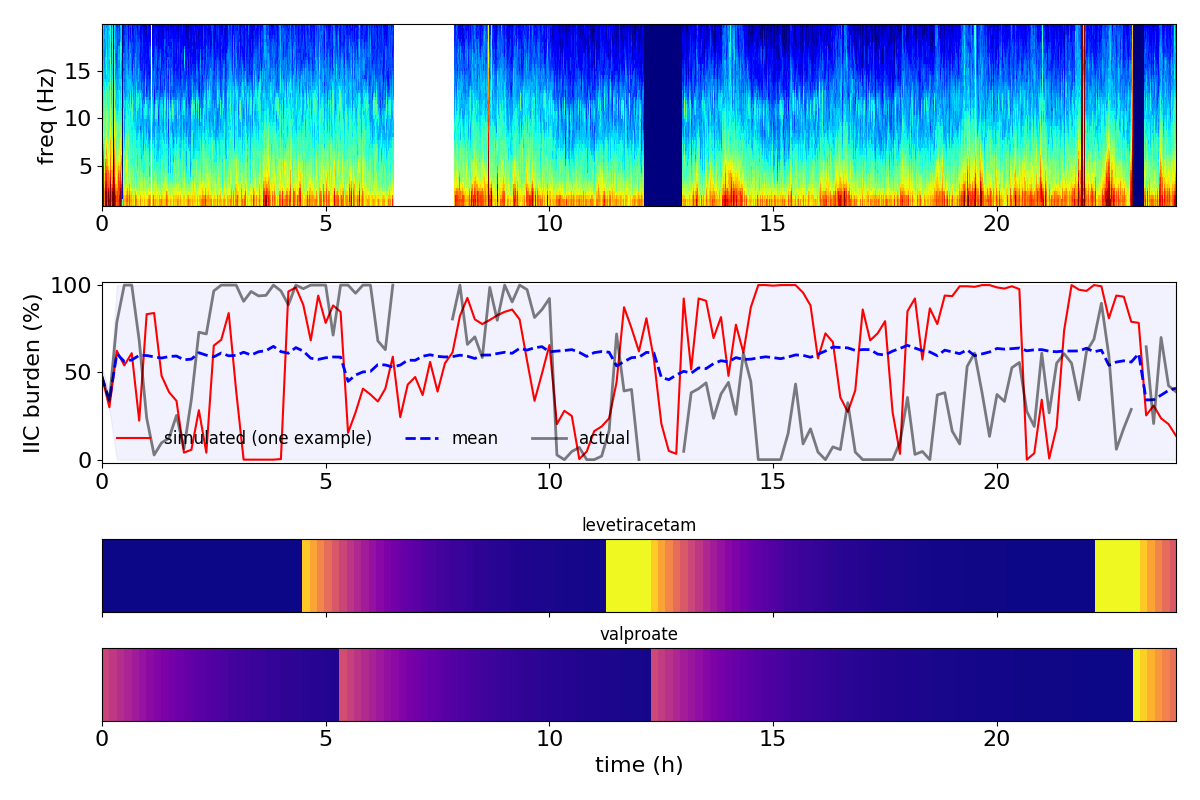 freq (Hz)
15
10
5
0 5 10 15 20
IIC burden (%)
100
50
0
simulated (one example) mean actual
0 5 10 15 20
levetiracetam
valproate
0 5 10 15 20
time (h)